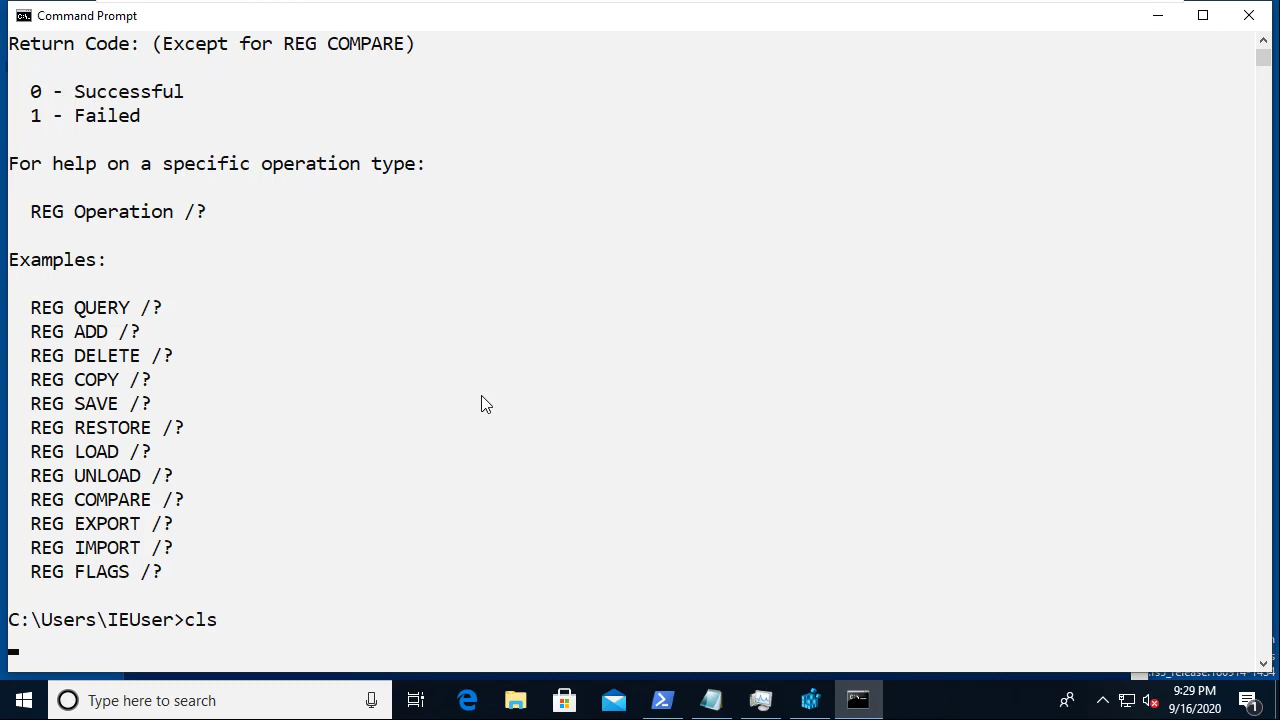 Command Prompt
Return Code: (Except for REG COMPARE)
0 - Successful
1 - Failed
For help on a specific operation type:
REG Operation /?
Examples:
REG QUERY /?
REG ADD /?
REG DELETE /?
REG COPY /?
REG SAVE /?
REG RESTORE /?
REG LOAD /?
REG UNLOAD /?
REG COMPARE /?
REG EXPORT /?
REG IMPORT /?
REG FLAGS /?
C:\Users\IEUser>cls
Type here to search
9:29 PM
9/16/2020
1